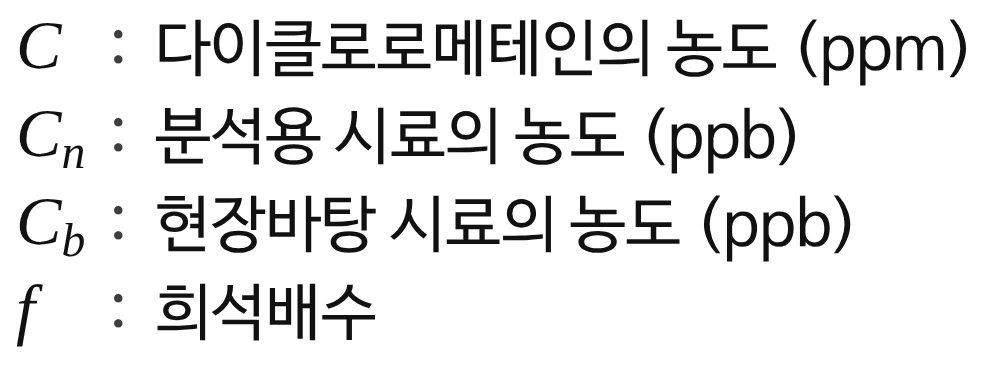 C : 다이클로로메테인의 농도 (ppm)
Cn : 분석용 시료의 농도 (ppb)
Cb : 현장바탕 시료의 농도 (ppb)
f : 희석배수